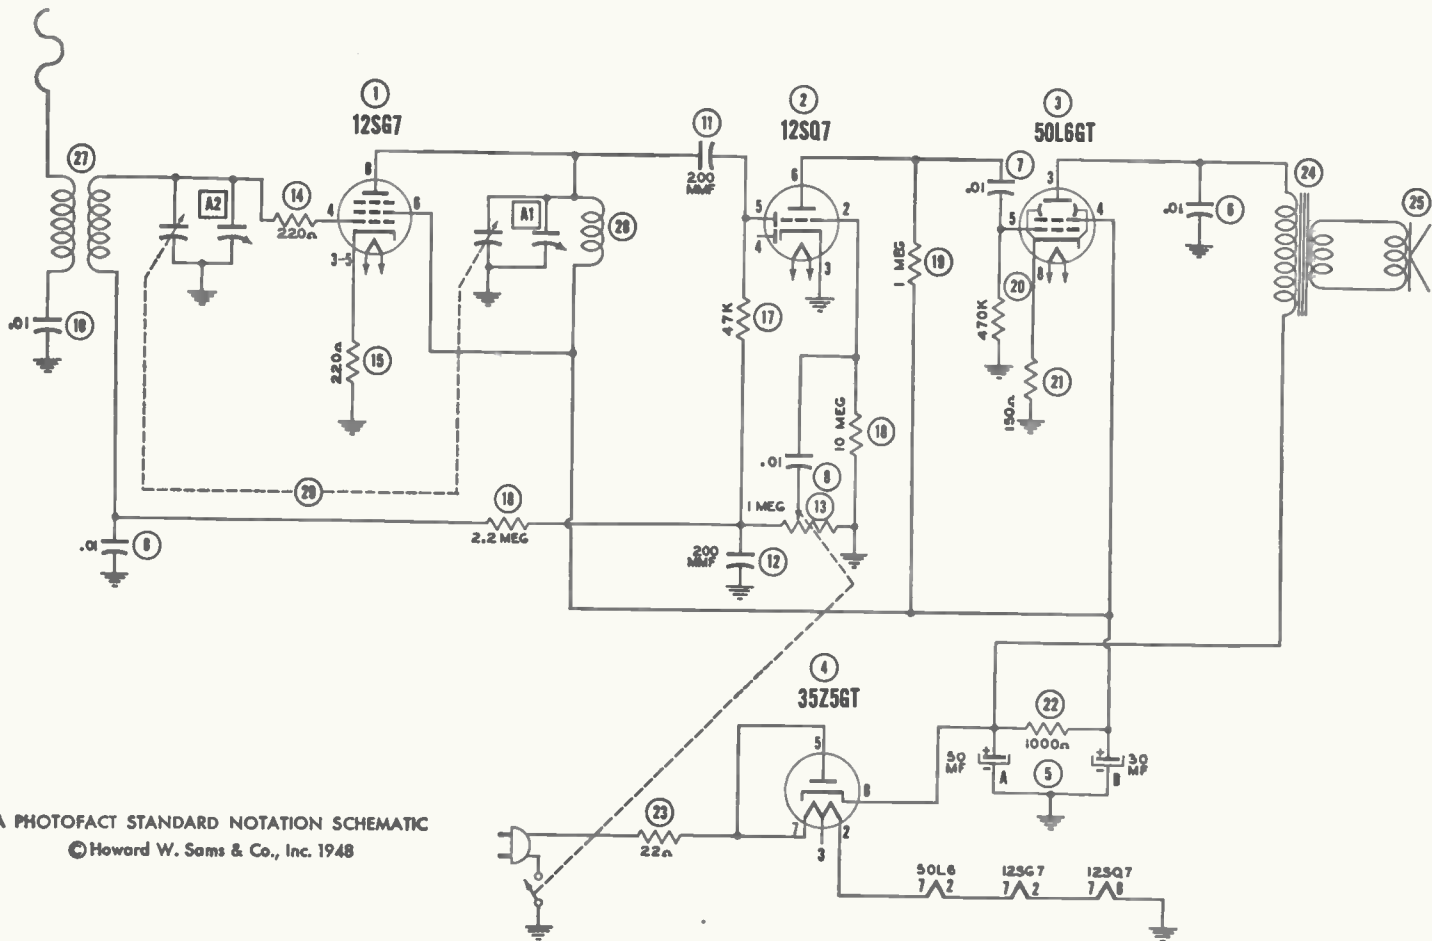 1
12SG7
2
12SQ7
3
50L6GT
11
200
MMF
7
.01
27
A2
14
220Ω
8
4
6
3-5
A1
28
6
5
2
4
3
3
5
4
8
.01
6
24
25
.01
10
220Ω
15
47K
17
1 MEG
19
20
470K
21
150Ω
10 MEG
18
.01
8
1 MEG
13
29
18
2.2 MEG
.01
8
200
MMF
12
4
35Z5GT
5
8
7
3
2
22
1000Ω
50
MF
+
-
A
5
+
-
B
30
MF
23
22Ω
A PHOTOFACT STANDARD NOTATION SCHEMATIC
© Howard W. Sams & Co., Inc. 1948
50L6
7 2
12SG7
7 2
12SQ7
7 8